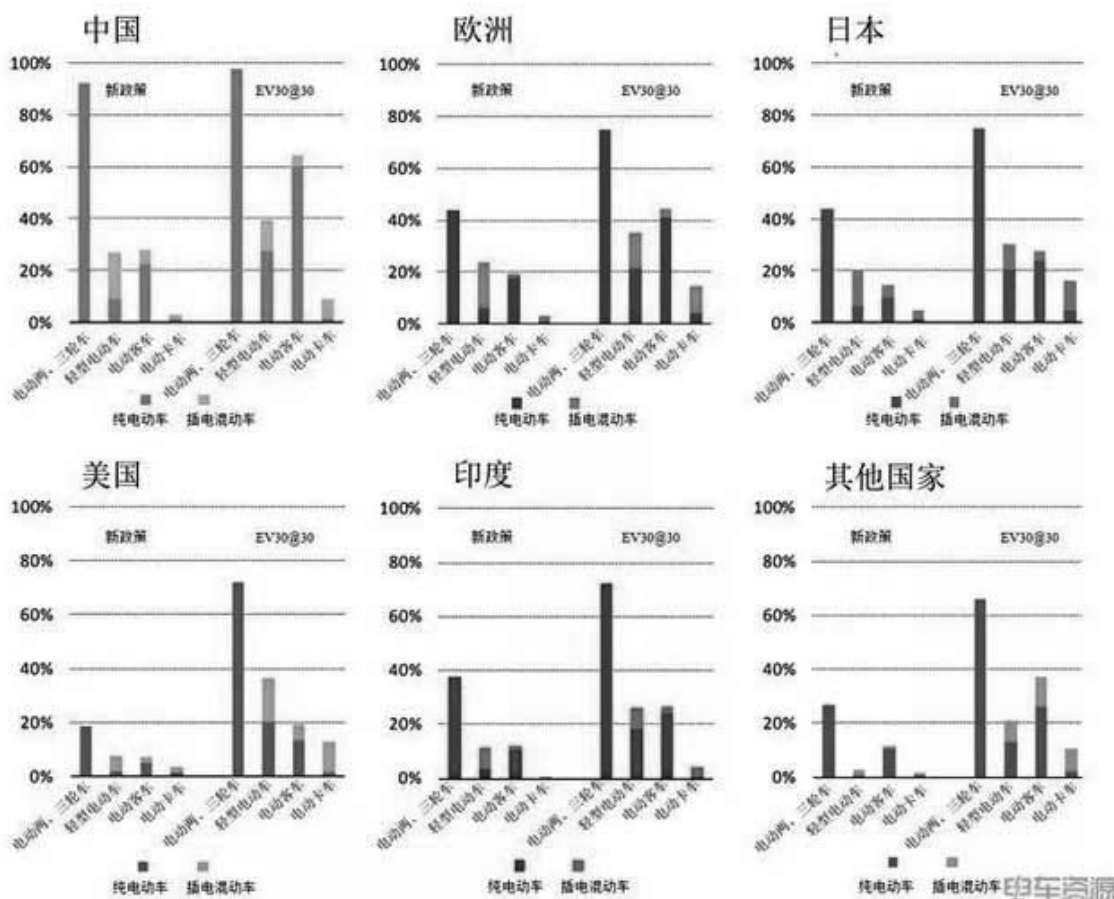 中国
100%
80%
60%
40%
20%
0%
新政策
EV30@30
电动两、三轮车
轻型电动车
电动客车
电动卡车
电动两、三轮车
轻型电动车
电动客车
电动卡车
纯电动车 插电混动车
欧洲
100%
80%
60%
40%
20%
0%
新政策
EV30@30
电动两、三轮车
轻型电动车
电动客车
电动卡车
电动两、三轮车
轻型电动车
电动客车
电动卡车
纯电动车 插电混动车
日本
100%
80%
60%
40%
20%
0%
新政策
EV30@30
电动两、三轮车
轻型电动车
电动客车
电动卡车
电动两、三轮车
轻型电动车
电动客车
电动卡车
纯电动车 插电混动车
美国
100%
80%
60%
40%
20%
0%
新政策
EV30@30
电动两、三轮车
轻型电动车
电动客车
电动卡车
电动两、三轮车
轻型电动车
电动客车
电动卡车
纯电动车 插电混动车
印度
100%
80%
60%
40%
20%
0%
新政策
EV30@30
电动两、三轮车
轻型电动车
电动客车
电动卡车
电动两、三轮车
轻型电动车
电动客车
电动卡车
纯电动车 插电混动车
其他国家
100%
80%
60%
40%
20%
0%
新政策
EV30@30
电动两、三轮车
轻型电动车
电动客车
电动卡车
电动两、三轮车
轻型电动车
电动客车
电动卡车
纯电动车 插电混动车
电车资源